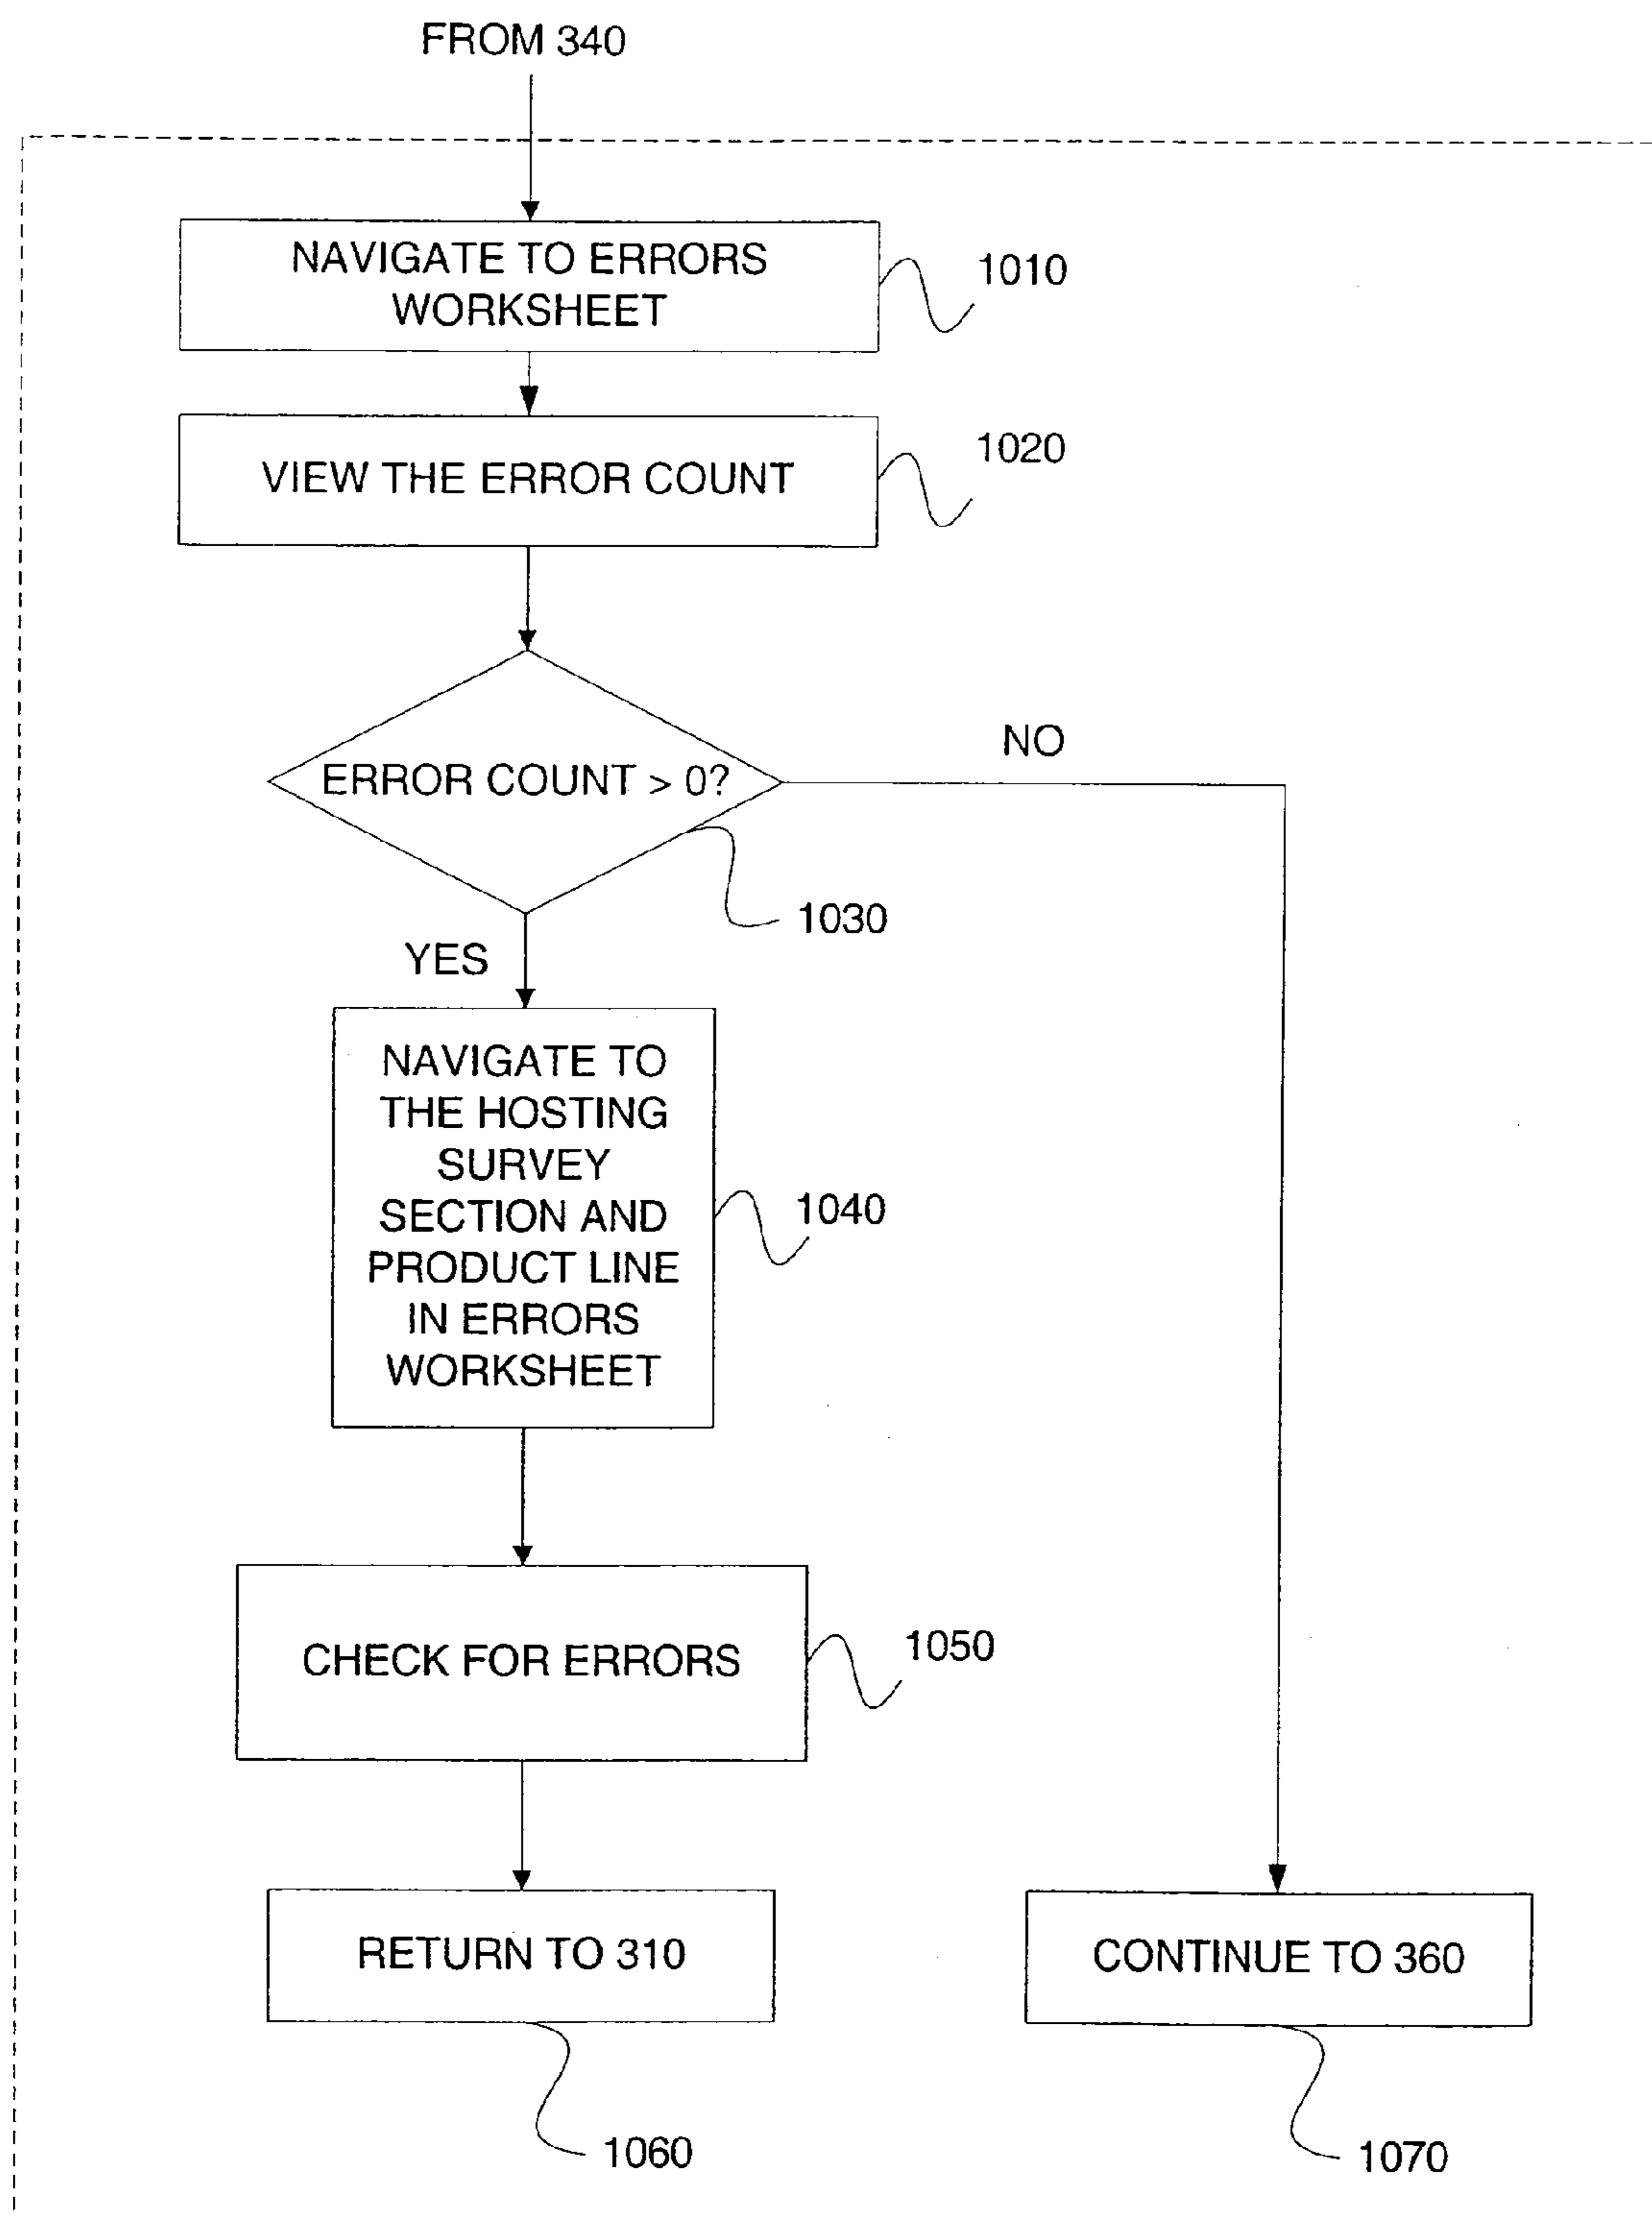 FROM 340
NAVIGATE TO ERRORS
WORKSHEET
1010
VIEW THE ERROR COUNT
1020
ERROR COUNT > 0?
NO
1030
YES
NAVIGATE TO
THE HOSTING
SURVEY
SECTION AND
PRODUCT LINE
IN ERRORS
WORKSHEET
1040
CHECK FOR ERRORS
1050
RETURN TO 310
CONTINUE TO 360
1060
1070